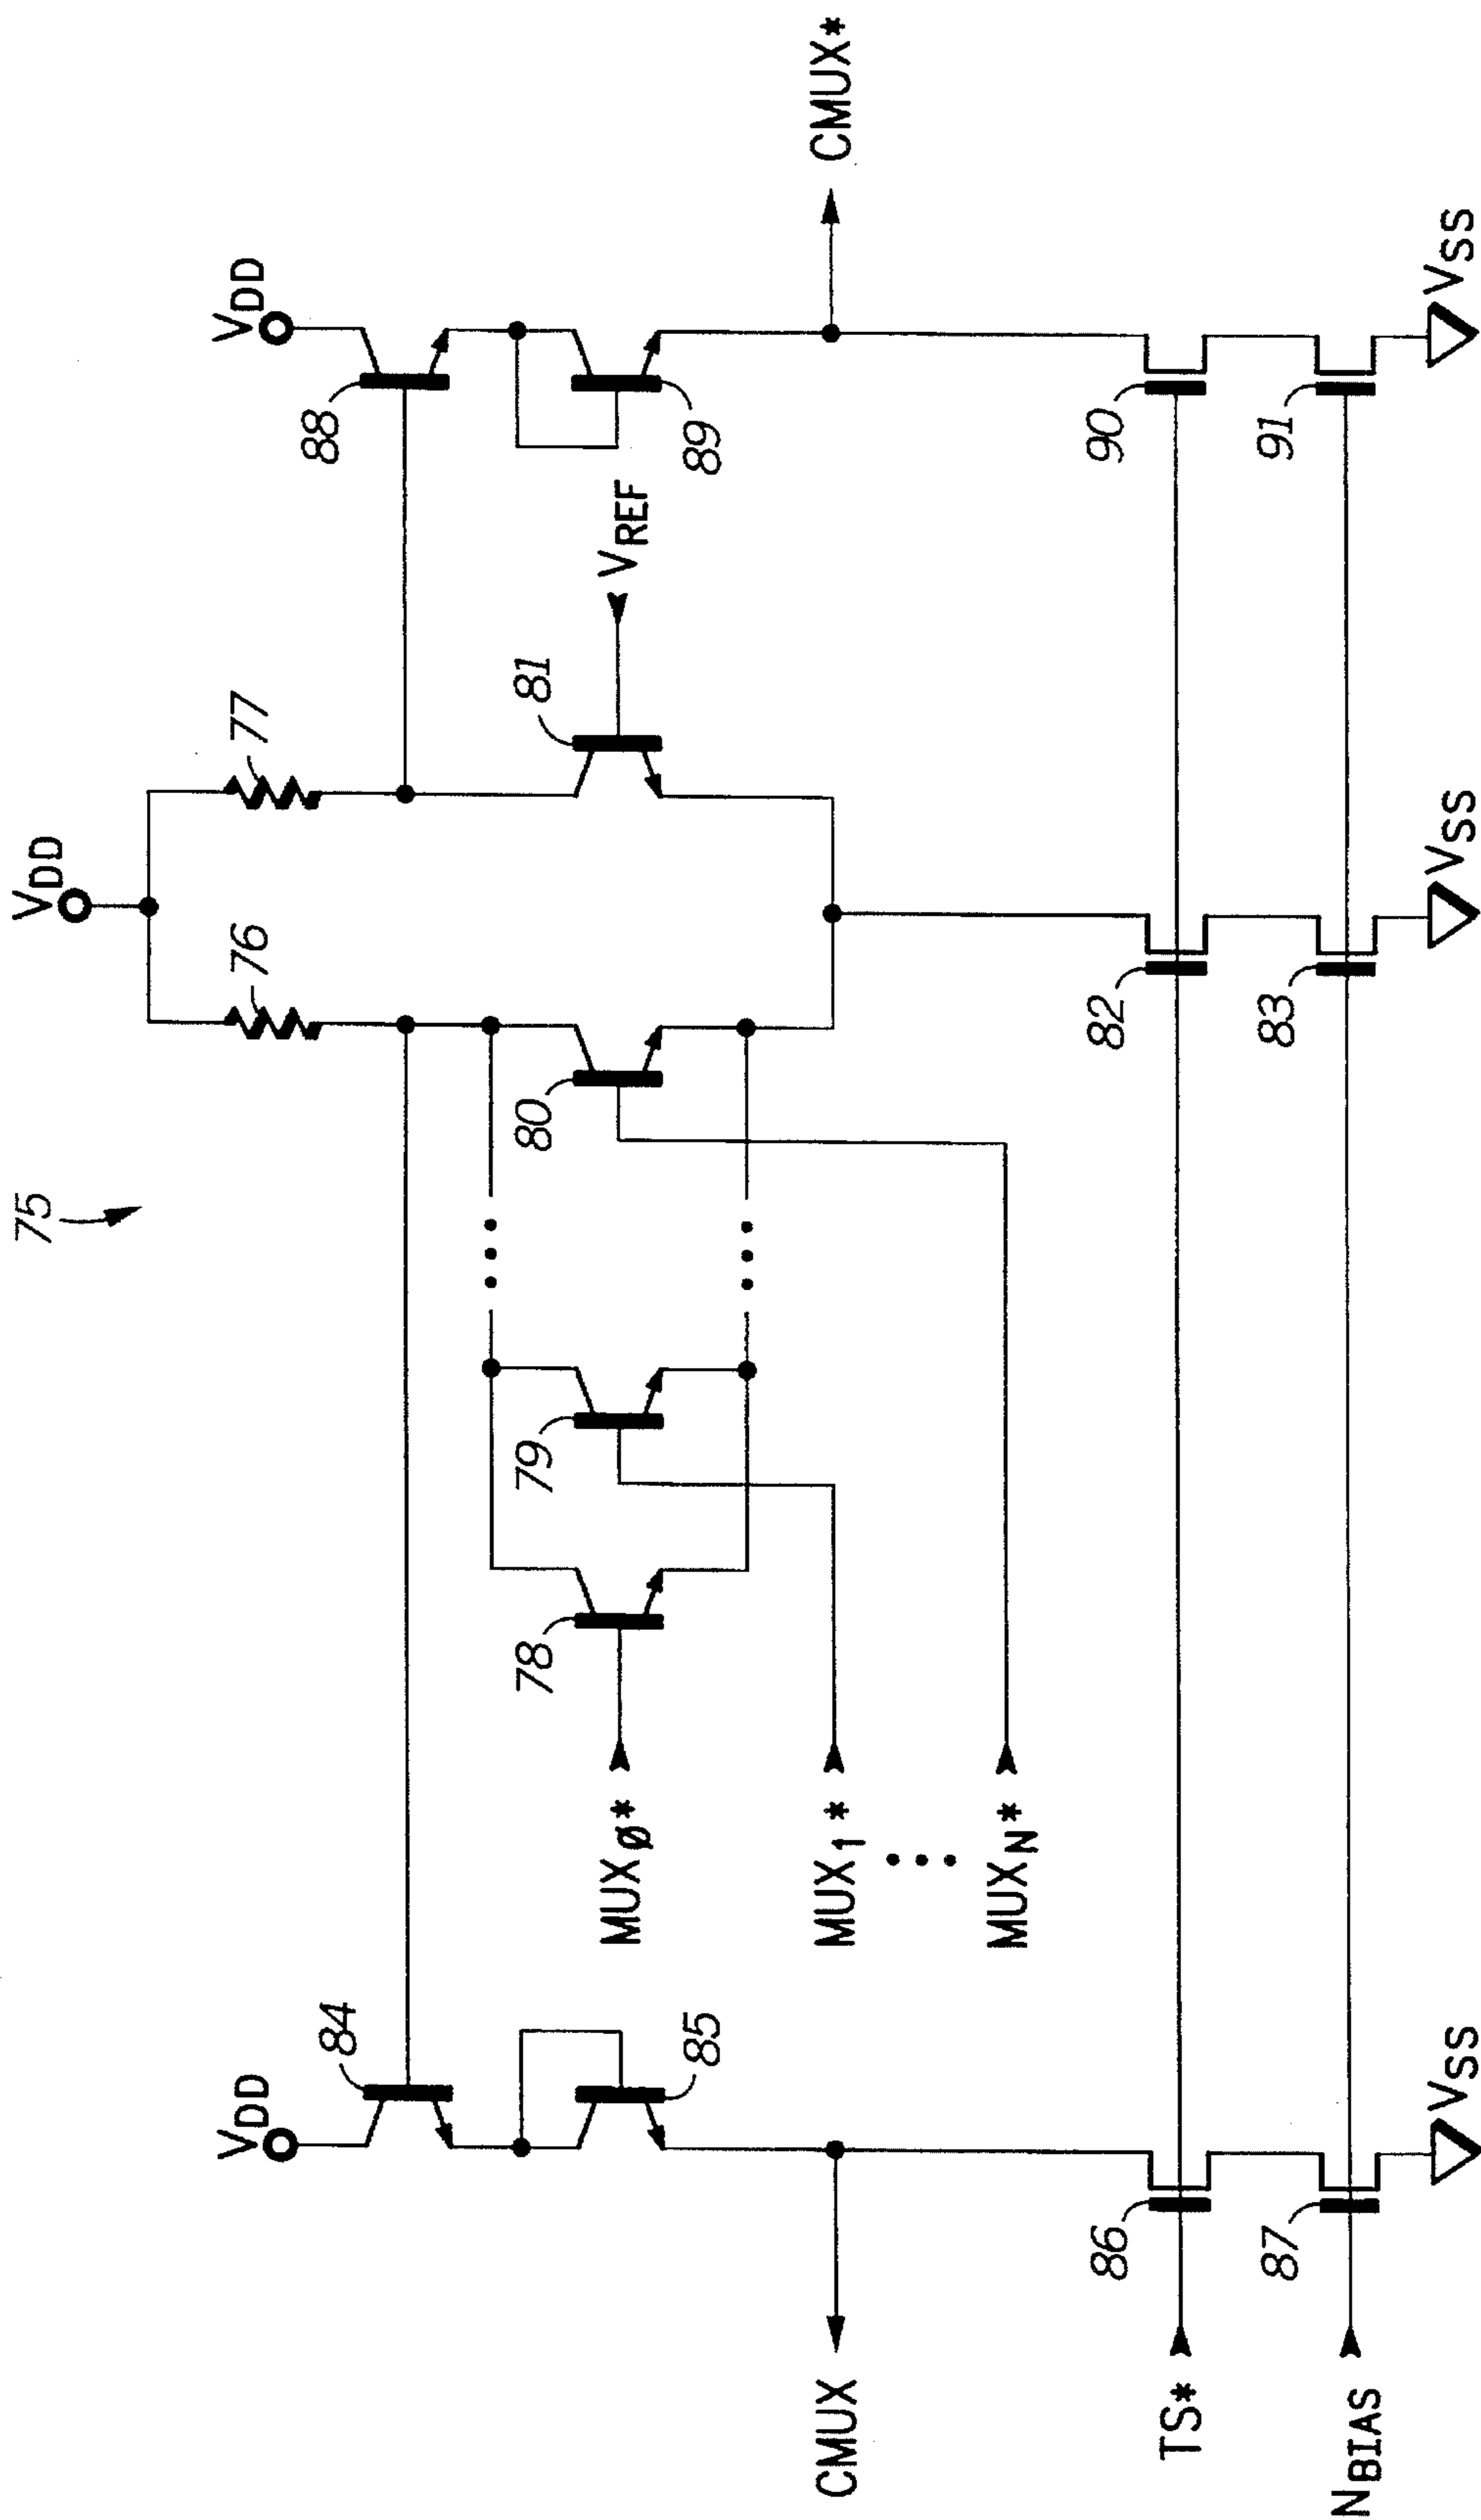 75
VDD
VDD
VDD
76
77
84
88
78
79
80
81
VREF
85
89
MUXØ*
MUX1*
MUXN*
CMUX
CMUX*
TS*
86
82
90
NBIAS
87
83
91
VSS
VSS
VSS